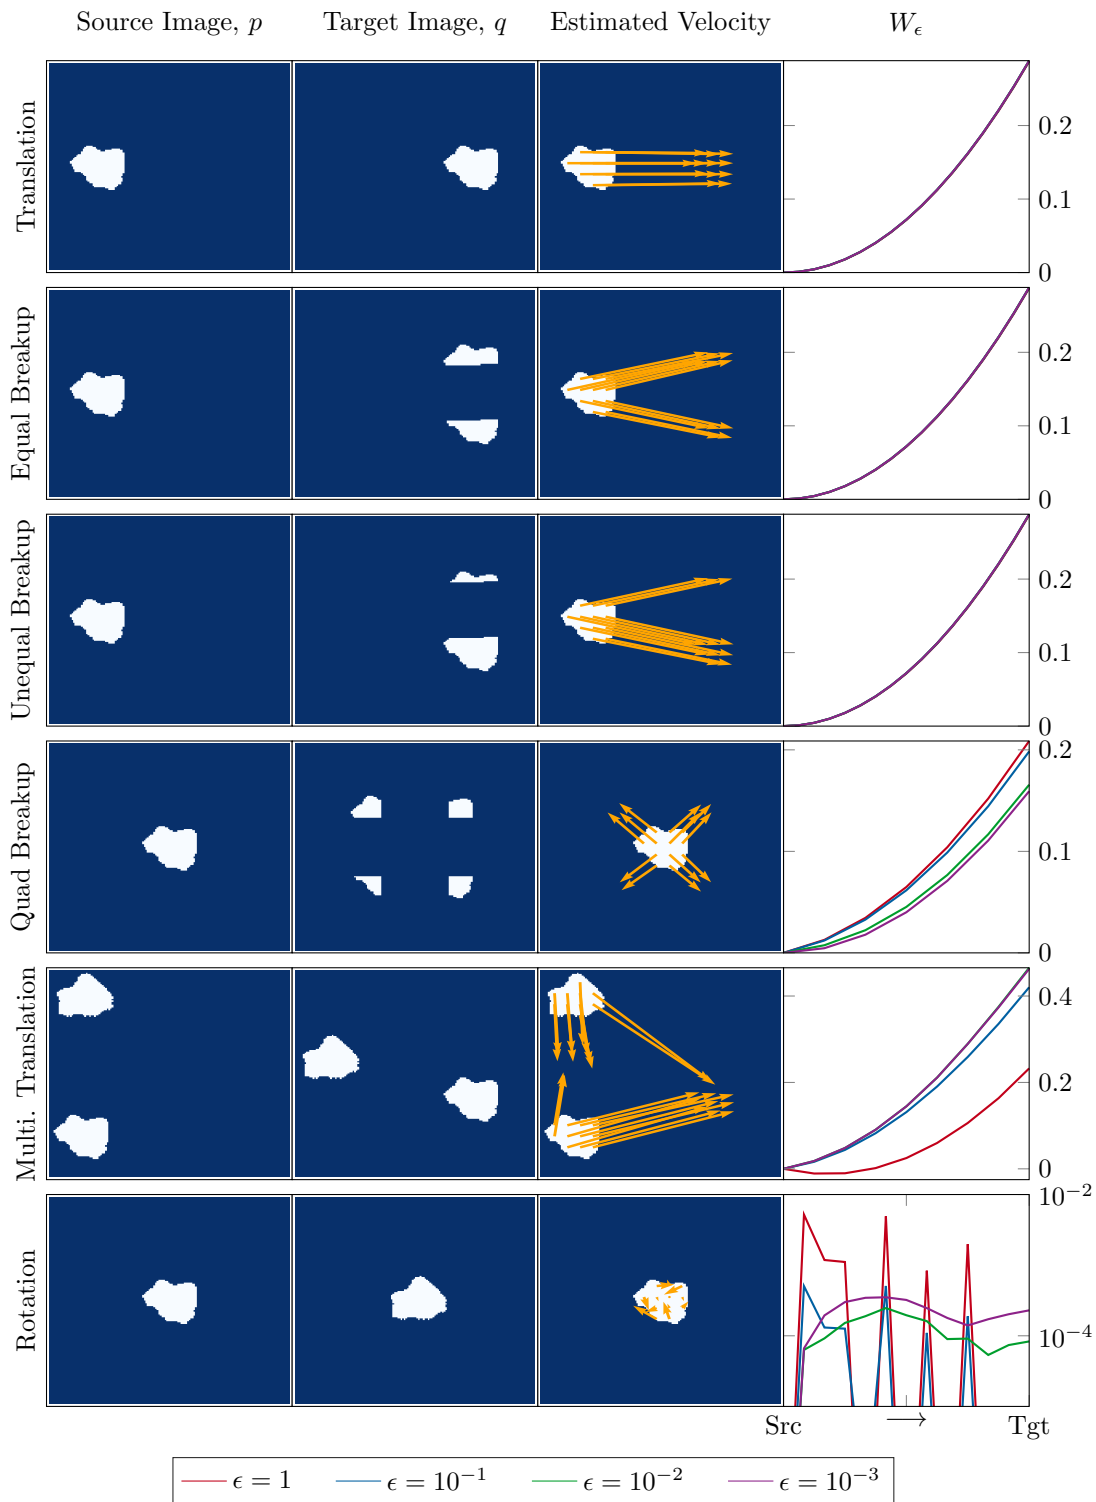 Source Image, p Target Image, q Estimated Velocity W_ϵ
Translation
0.2
0.1
0
Equal Breakup
0.2
0.1
0
Unequal Breakup
0.2
0.1
0
Quad Breakup
0.2
0.1
0
Multi. Translation
0.4
0.2
0
Rotation
10⁻²
10⁻⁴
Src → Tgt
ϵ = 1 ϵ = 10⁻¹ ϵ = 10⁻² ϵ = 10⁻³